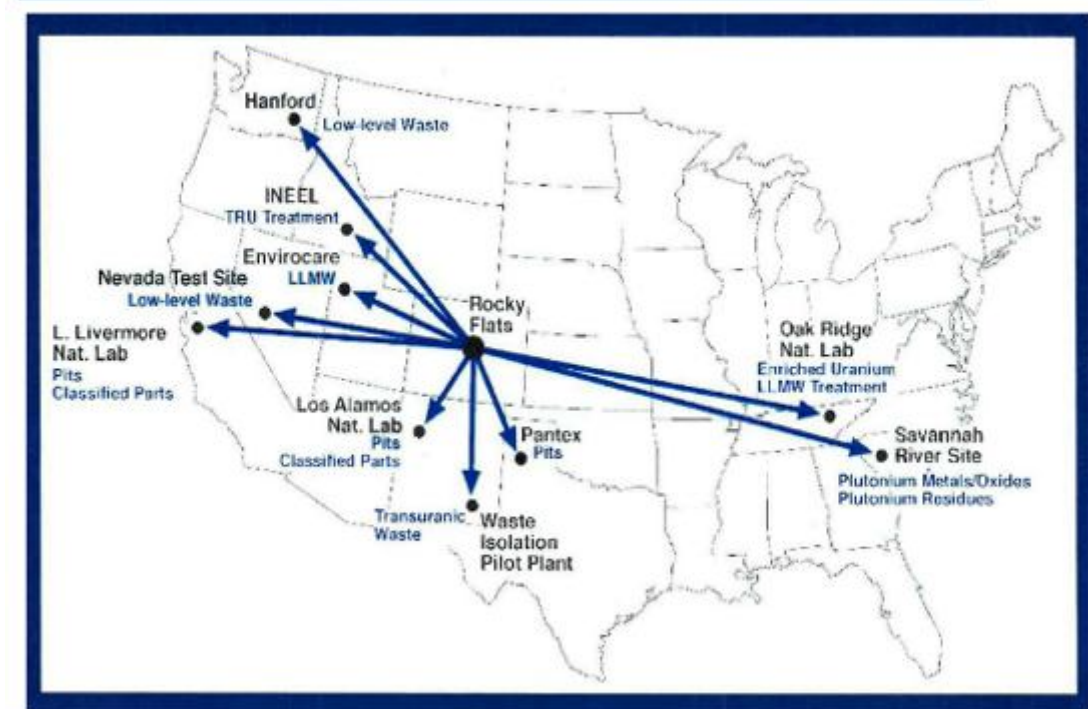 Hanford
Low-level Waste
INEEL
TRU Treatment
Envirocare
LLMW
Nevada Test Site
Low-level Waste
L. Livermore
Nat. Lab
Pits
Classified Parts
Rocky
Flats
Los Alamos
Nat. Lab
Pits
Classified Parts
Pantex
Pits
Transuranic
Waste
Waste
Isolation
Pilot Plant
Oak Ridge
Nat. Lab
Enriched Uranium
LLMW Treatment
Savannah
River Site
Plutonium Metals/Oxides
Plutonium Residues